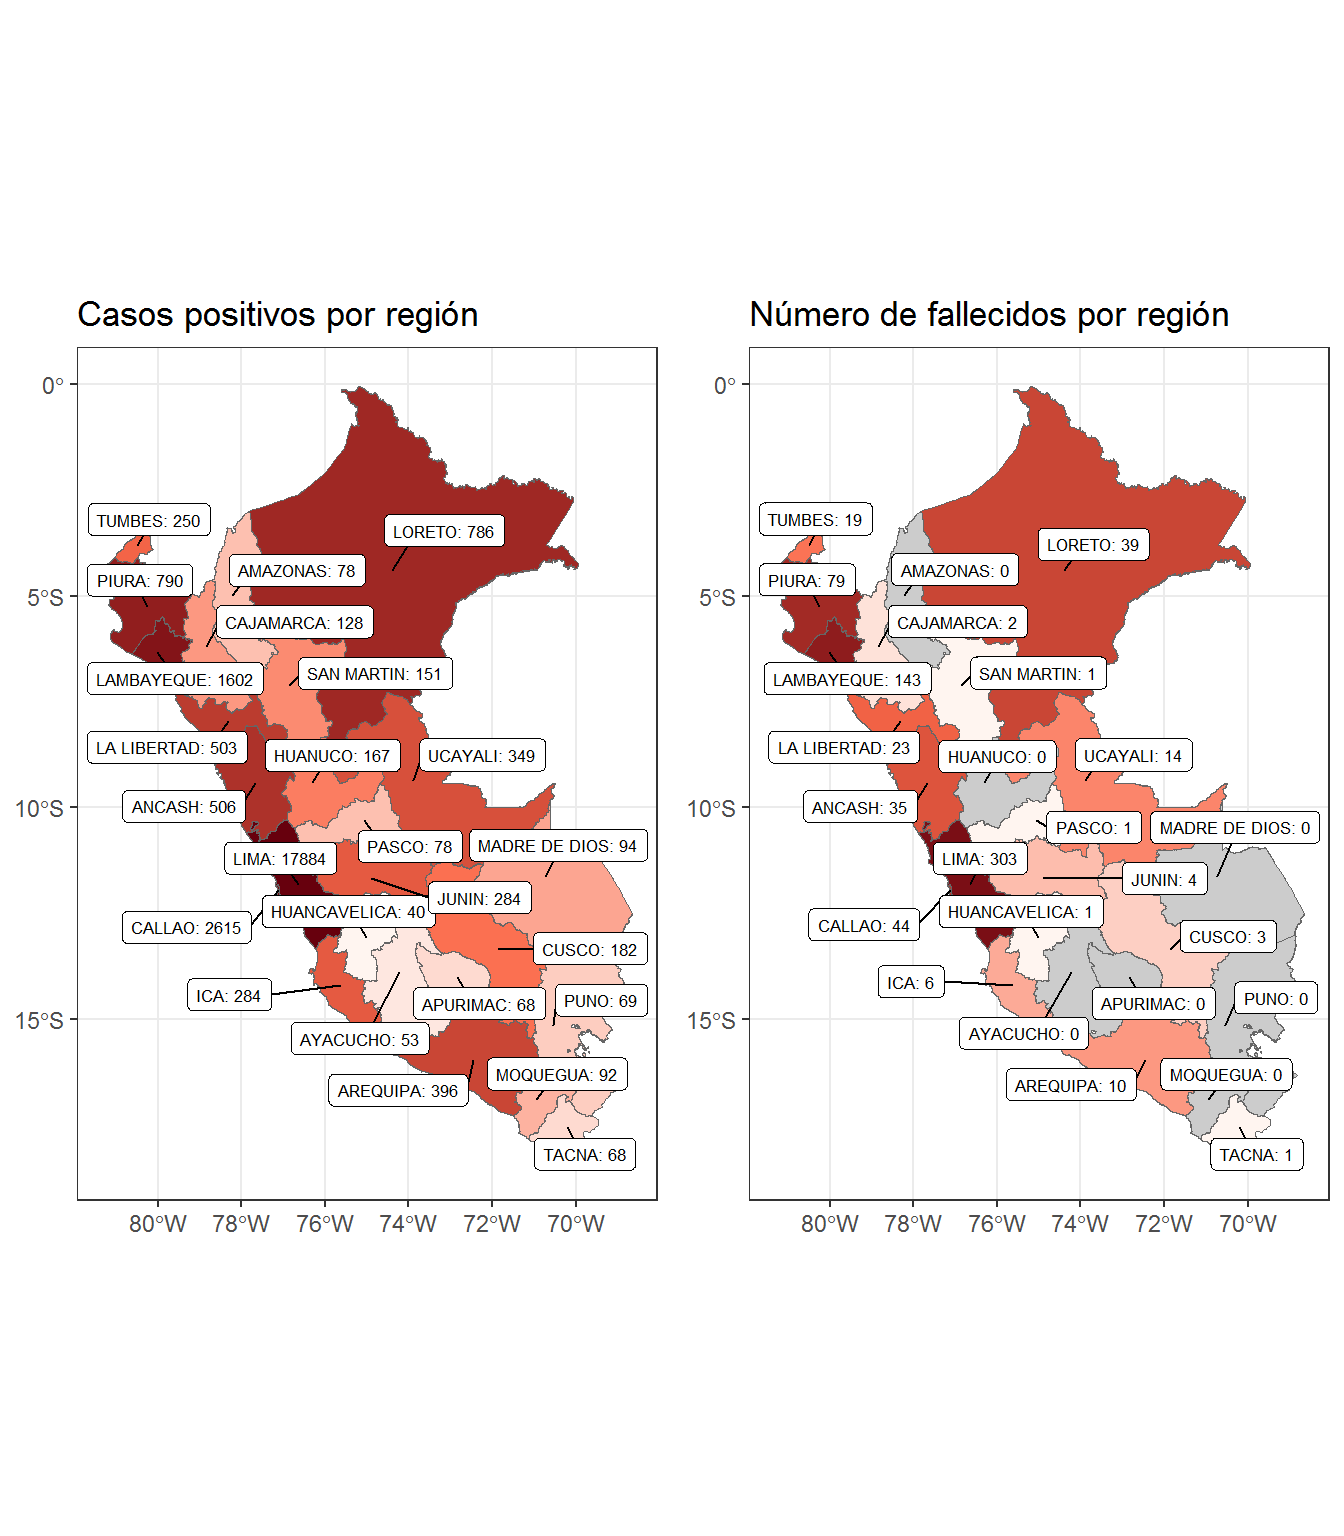 Casos positivos por región
0°
5°S
10°S
15°S
TUMBES: 250
LORETO: 786
AMAZONAS: 78
PIURA: 790
CAJAMARCA: 128
SAN MARTIN: 151
LAMBAYEQUE: 1602
LA LIBERTAD: 503
HUANUCO: 167
UCAYALI: 349
ANCASH: 506
PASCO: 78
MADRE DE DIOS: 94
LIMA: 17884
JUNIN: 284
HUANCAVELICA: 40
CALLAO: 2615
CUSCO: 182
ICA: 284
APURIMAC: 68
PUNO: 69
AYACUCHO: 53
MOQUEGUA: 92
AREQUIPA: 396
TACNA: 68
80°W 78°W 76°W 74°W 72°W 70°W
Número de fallecidos por región
0°
5°S
10°S
15°S
TUMBES: 19
LORETO: 39
AMAZONAS: 0
PIURA: 79
CAJAMARCA: 2
SAN MARTIN: 1
LAMBAYEQUE: 143
LA LIBERTAD: 23
HUANUCO: 0
UCAYALI: 14
ANCASH: 35
PASCO: 1
MADRE DE DIOS: 0
LIMA: 303
JUNIN: 4
HUANCAVELICA: 1
CALLAO: 44
CUSCO: 3
ICA: 6
APURIMAC: 0
PUNO: 0
AYACUCHO: 0
MOQUEGUA: 0
AREQUIPA: 10
TACNA: 1
80°W 78°W 76°W 74°W 72°W 70°W